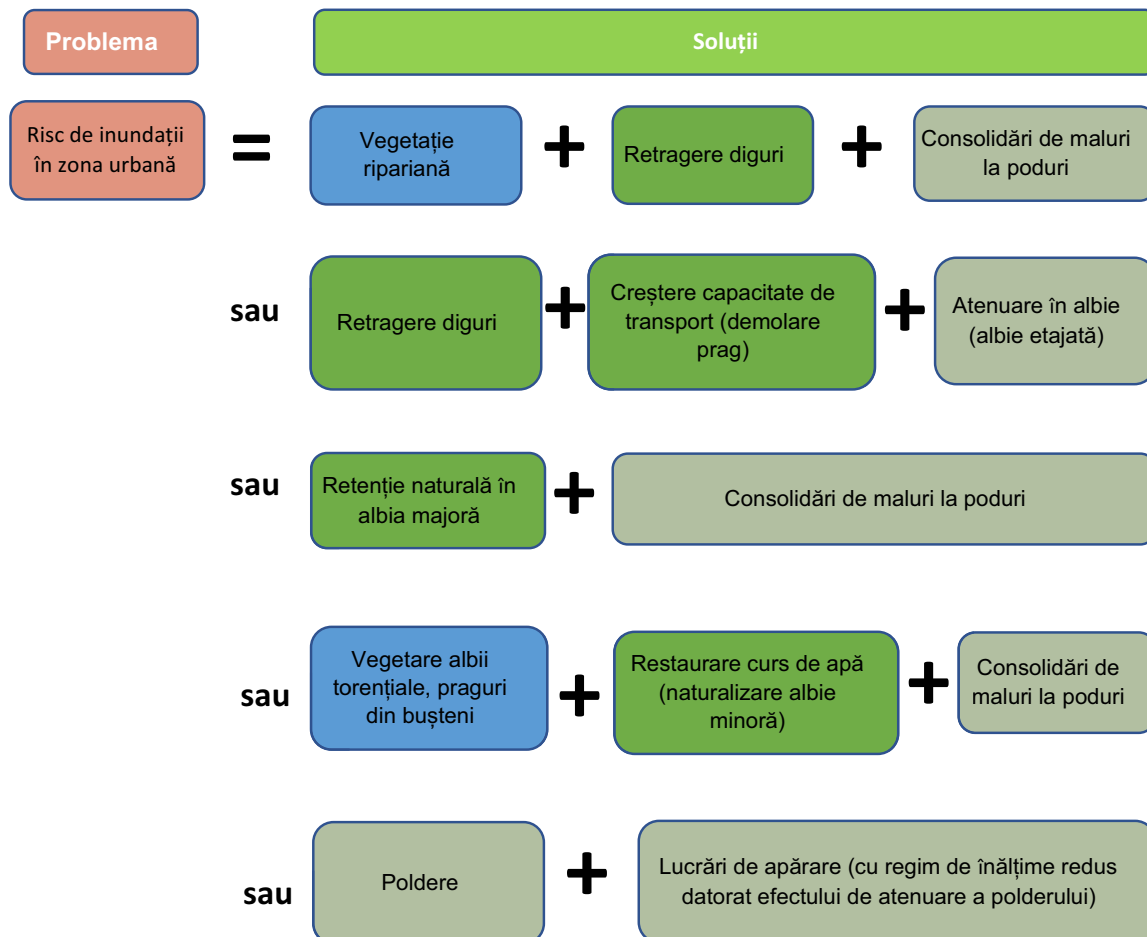 Problema
Soluții
Risc de inundații
în zona urbană
=
Vegetație
ripariană
+
Retragere diguri
+
Consolidări de maluri
la poduri
sau
Retragere diguri
+
Creștere capacitate de
transport (demolare
prag)
+
Atenuare în albie
(albie etajată)
sau
Retenție naturală în
albia majoră
+
Consolidări de maluri la poduri
sau
Vegetare albii
torențiale, praguri
din bușteni
+
Restaurare curs de apă
(naturalizare albie
minoră)
+
Consolidări de
maluri la poduri
sau
Poldere
+
Lucrări de apărare (cu regim de înălțime redus
datorat efectului de atenuare a polderului)